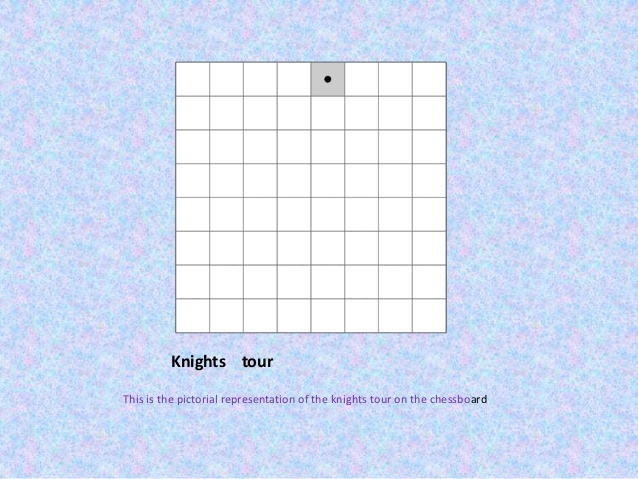 Knights tour
This is the pictorial representation of the knights tour on the chessboard